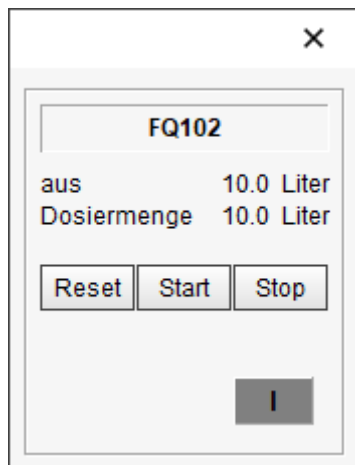 FQ102
aus 10.0 Liter
Dosiermenge 10.0 Liter
Reset Start Stop
I